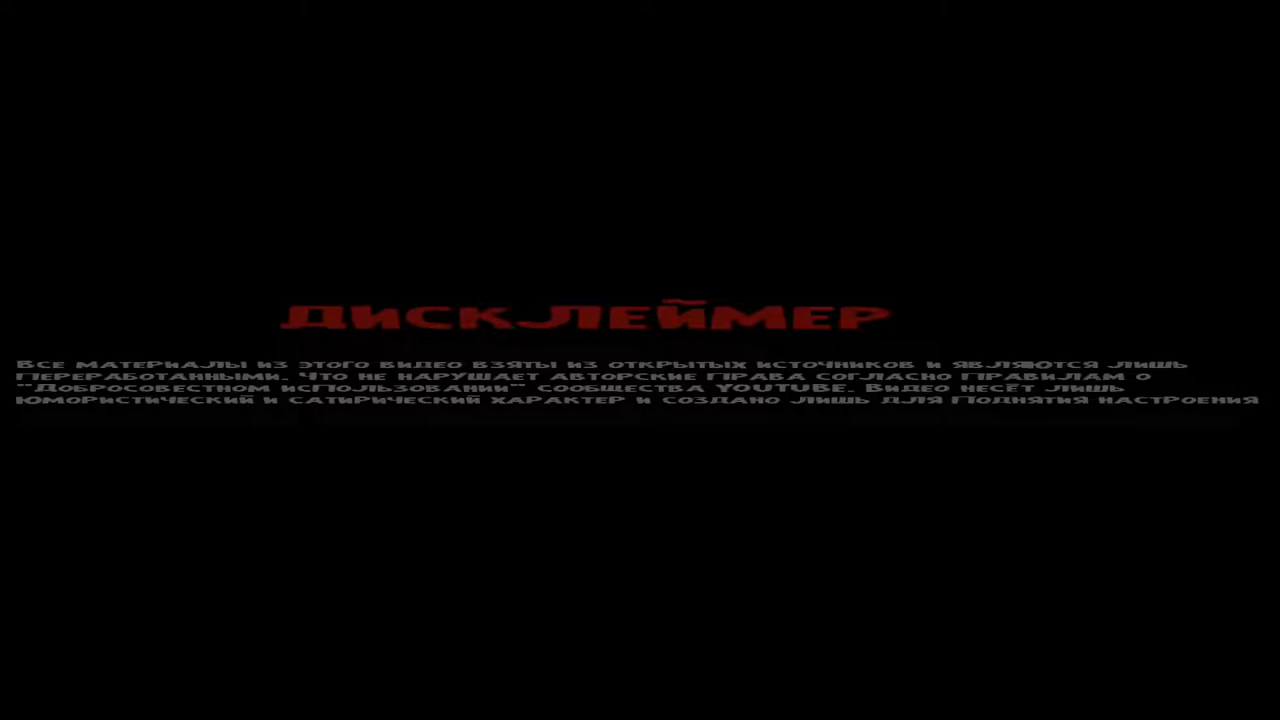 ДИСКЛЕЙМЕР
Все материалы из этого видео взяты из открытых источников и являются лишь
переработанными. Что не нарушает авторские права согласно правилам о
"Добросовестном использовании" сообщества YOUTUBE. Видео несёт лишь
юмористический и сатирический характер и создано лишь для поднятия настроения